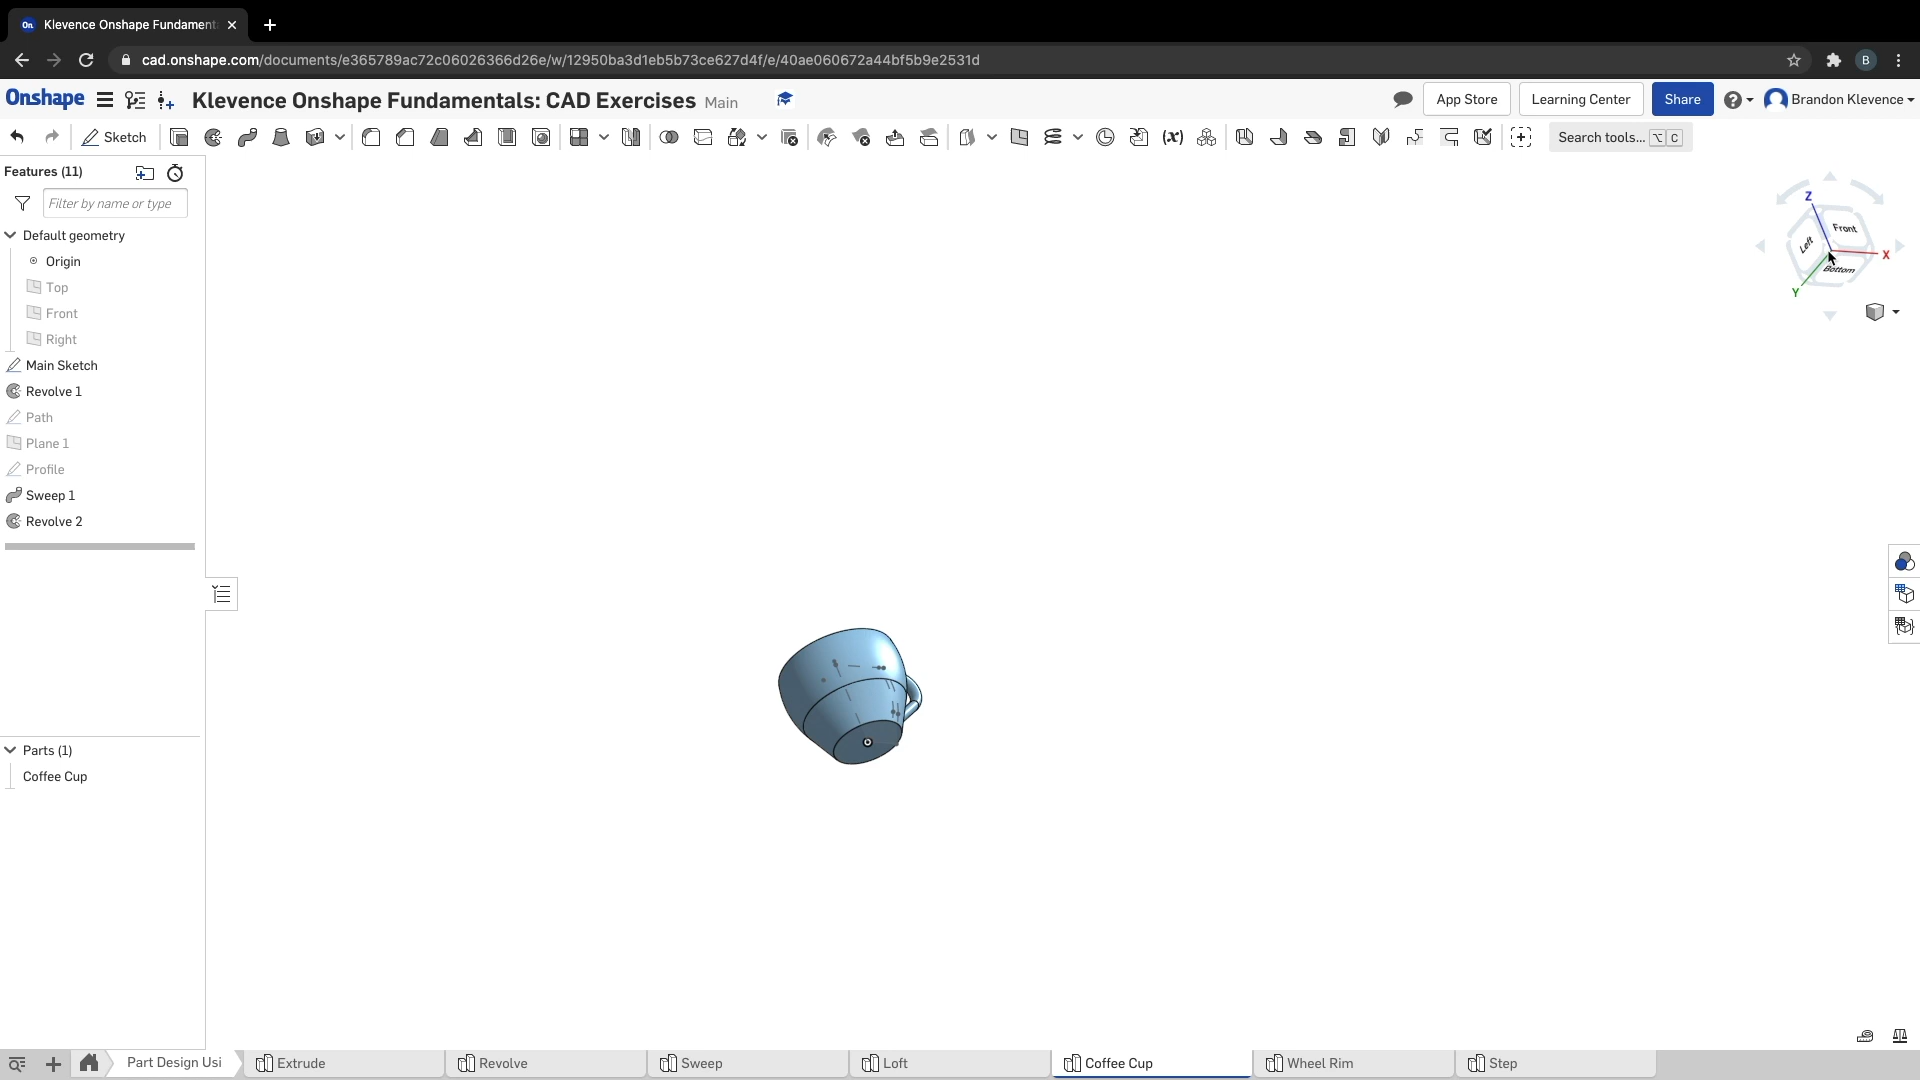 On Klevence Onshape Fundament
cad.onshape.com/documents/e365789ac72c06026366d26e/w/12950ba3d1eb5b73ce627d4f/e/40ae060672a44bf5b9e2531d
B
Onshape Klevence Onshape Fundamentals: CAD Exercises Main App Store Learning Center Share Brandon Klevence
Sketch (x) Search tools... ⌥ C
Features (11)
Filter by name or type
Default geometry
Origin
Top
Front
Right
Main Sketch
Revolve 1
Path
Plane 1
Profile
Sweep 1
Revolve 2
Z
Front
Left
X
Bottom
Y
Parts (1)
Coffee Cup
Part Design Usi Extrude Revolve Sweep Loft Coffee Cup Wheel Rim Step